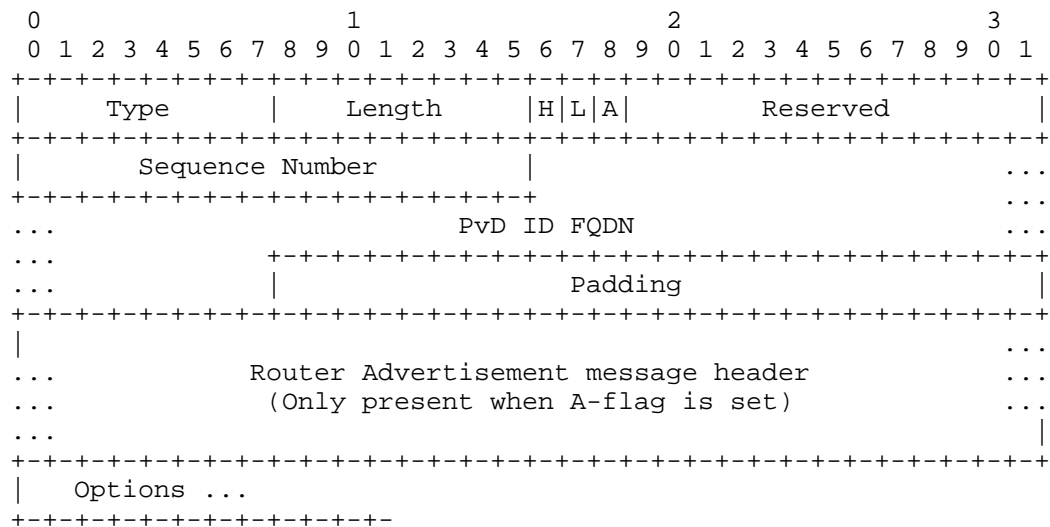 0                   1                   2                   3
 0 1 2 3 4 5 6 7 8 9 0 1 2 3 4 5 6 7 8 9 0 1 2 3 4 5 6 7 8 9 0 1
+-+-+-+-+-+-+-+-+-+-+-+-+-+-+-+-+-+-+-+-+-+-+-+-+-+-+-+-+-+-+-+-+
|     Type      |    Length     |H|L|A|        Reserved         |
+-+-+-+-+-+-+-+-+-+-+-+-+-+-+-+-+-+-+-+-+-+-+-+-+-+-+-+-+-+-+-+-+
|       Sequence Number         |                             ...
+-+-+-+-+-+-+-+-+-+-+-+-+-+-+-+-+                             ...
...                         PvD ID FQDN                       ...
...             +-+-+-+-+-+-+-+-+-+-+-+-+-+-+-+-+-+-+-+-+-+-+-+-+
...             |                  Padding                      |
+-+-+-+-+-+-+-+-+-+-+-+-+-+-+-+-+-+-+-+-+-+-+-+-+-+-+-+-+-+-+-+-+
|                                                             ...
...            Router Advertisement message header            ...
...             (Only present when A-flag is set)             ...
...                                                             |
+-+-+-+-+-+-+-+-+-+-+-+-+-+-+-+-+-+-+-+-+-+-+-+-+-+-+-+-+-+-+-+-+
|   Options ...
+-+-+-+-+-+-+-+-+-+-+-+-